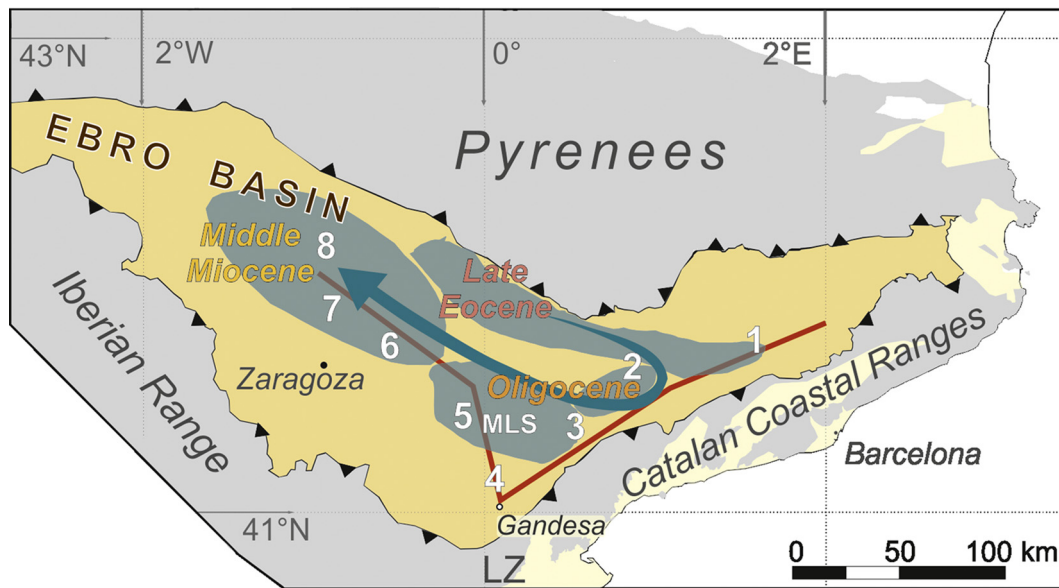 43°N
2°W
0°
2°E
EBRO BASIN
Pyrenees
Middle
Miocene
8
7
6
Late
Eocene
1
2
Oligocene
Zaragoza
5 MLS
3
4
Iberian Range
Catalan Coastal Ranges
Barcelona
41°N
Gandesa
LZ
0 50 100 km